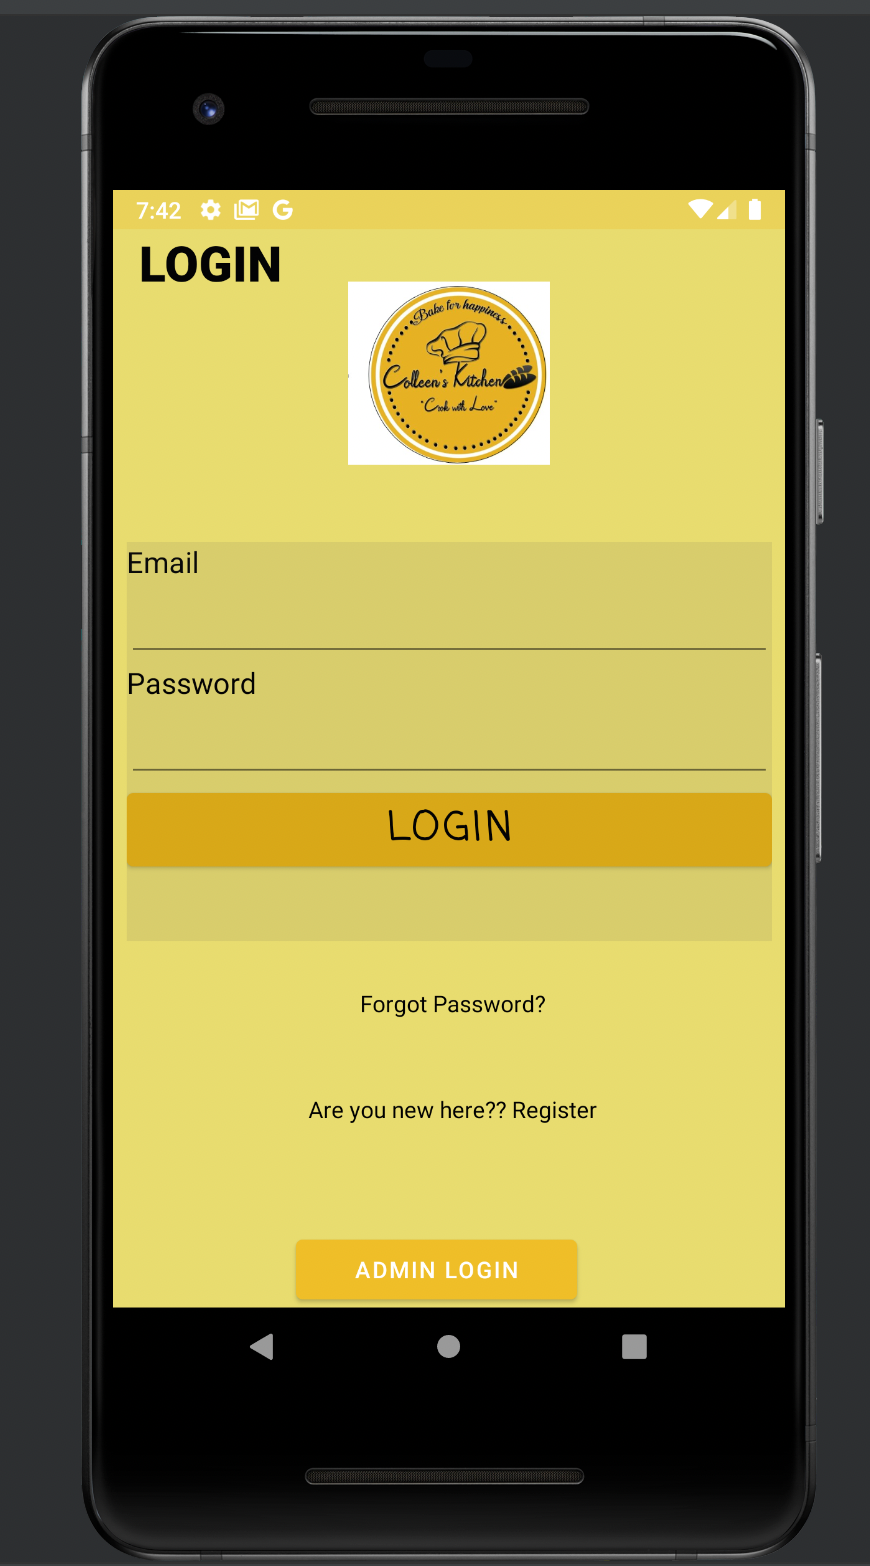 7:42
LOGIN
Bake for happiness
Colleen's Kitchen
"Cook with Love"
Email
Password
LOGIN
Forgot Password?
Are you new here?? Register
ADMIN LOGIN